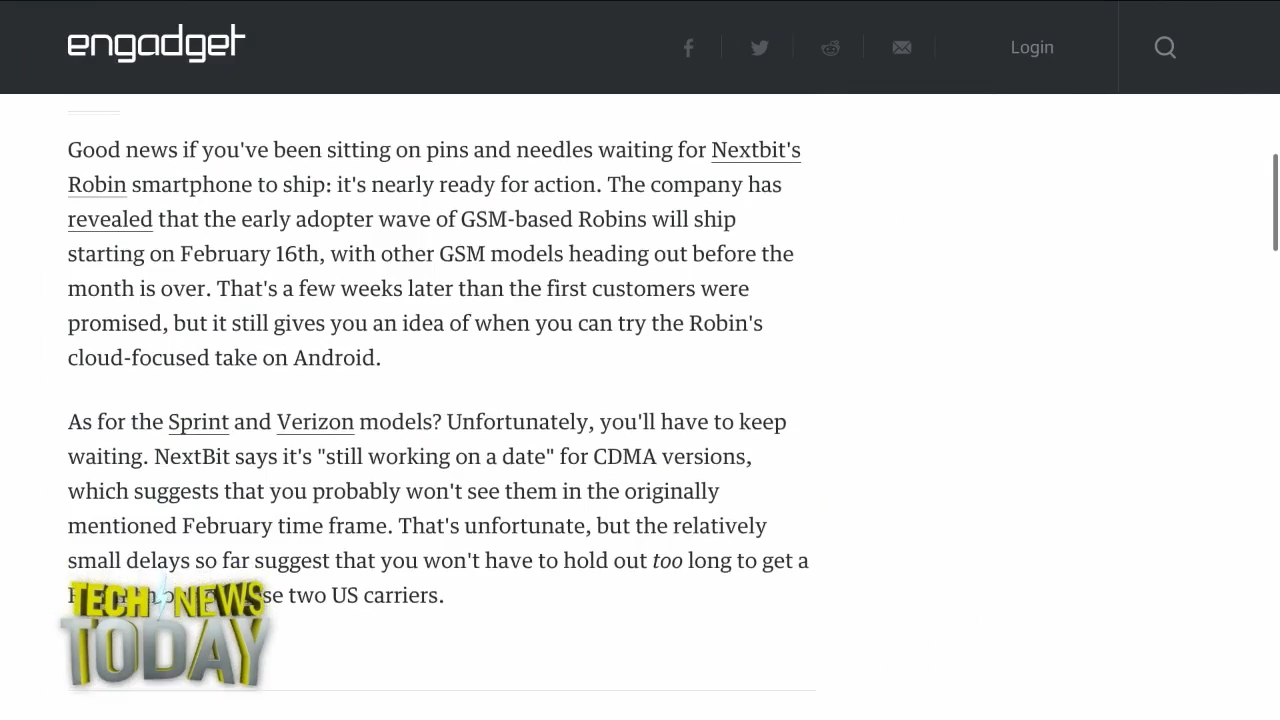 engadget
Login
Good news if you've been sitting on pins and needles waiting for Nextbit's
Robin smartphone to ship: it's nearly ready for action. The company has
revealed that the early adopter wave of GSM-based Robins will ship
starting on February 16th, with other GSM models heading out before the
month is over. That's a few weeks later than the first customers were
promised, but it still gives you an idea of when you can try the Robin's
cloud-focused take on Android.
As for the Sprint and Verizon models? Unfortunately, you'll have to keep
waiting. NextBit says it's "still working on a date" for CDMA versions,
which suggests that you probably won't see them in the originally
mentioned February time frame. That's unfortunate, but the relatively
small delays so far suggest that you won't have to hold out too long to get a
two US carriers.
TECH NEWS
TODAY